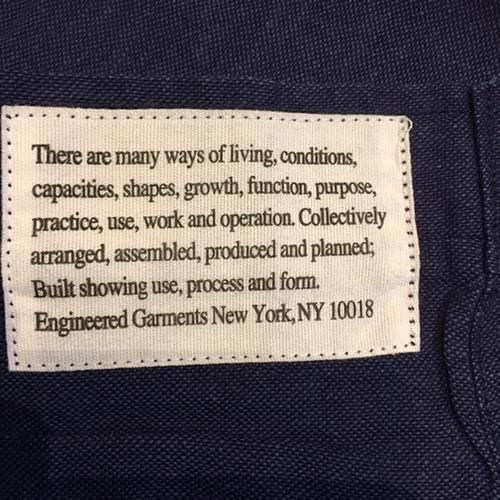 There are many ways of living, conditions,
capacities, shapes, growth, function, purpose,
practice, use, work and operation. Collectively
arranged, assembled, produced and planned;
Built showing use, process and form.
Engineered Garments New York, NY 10018